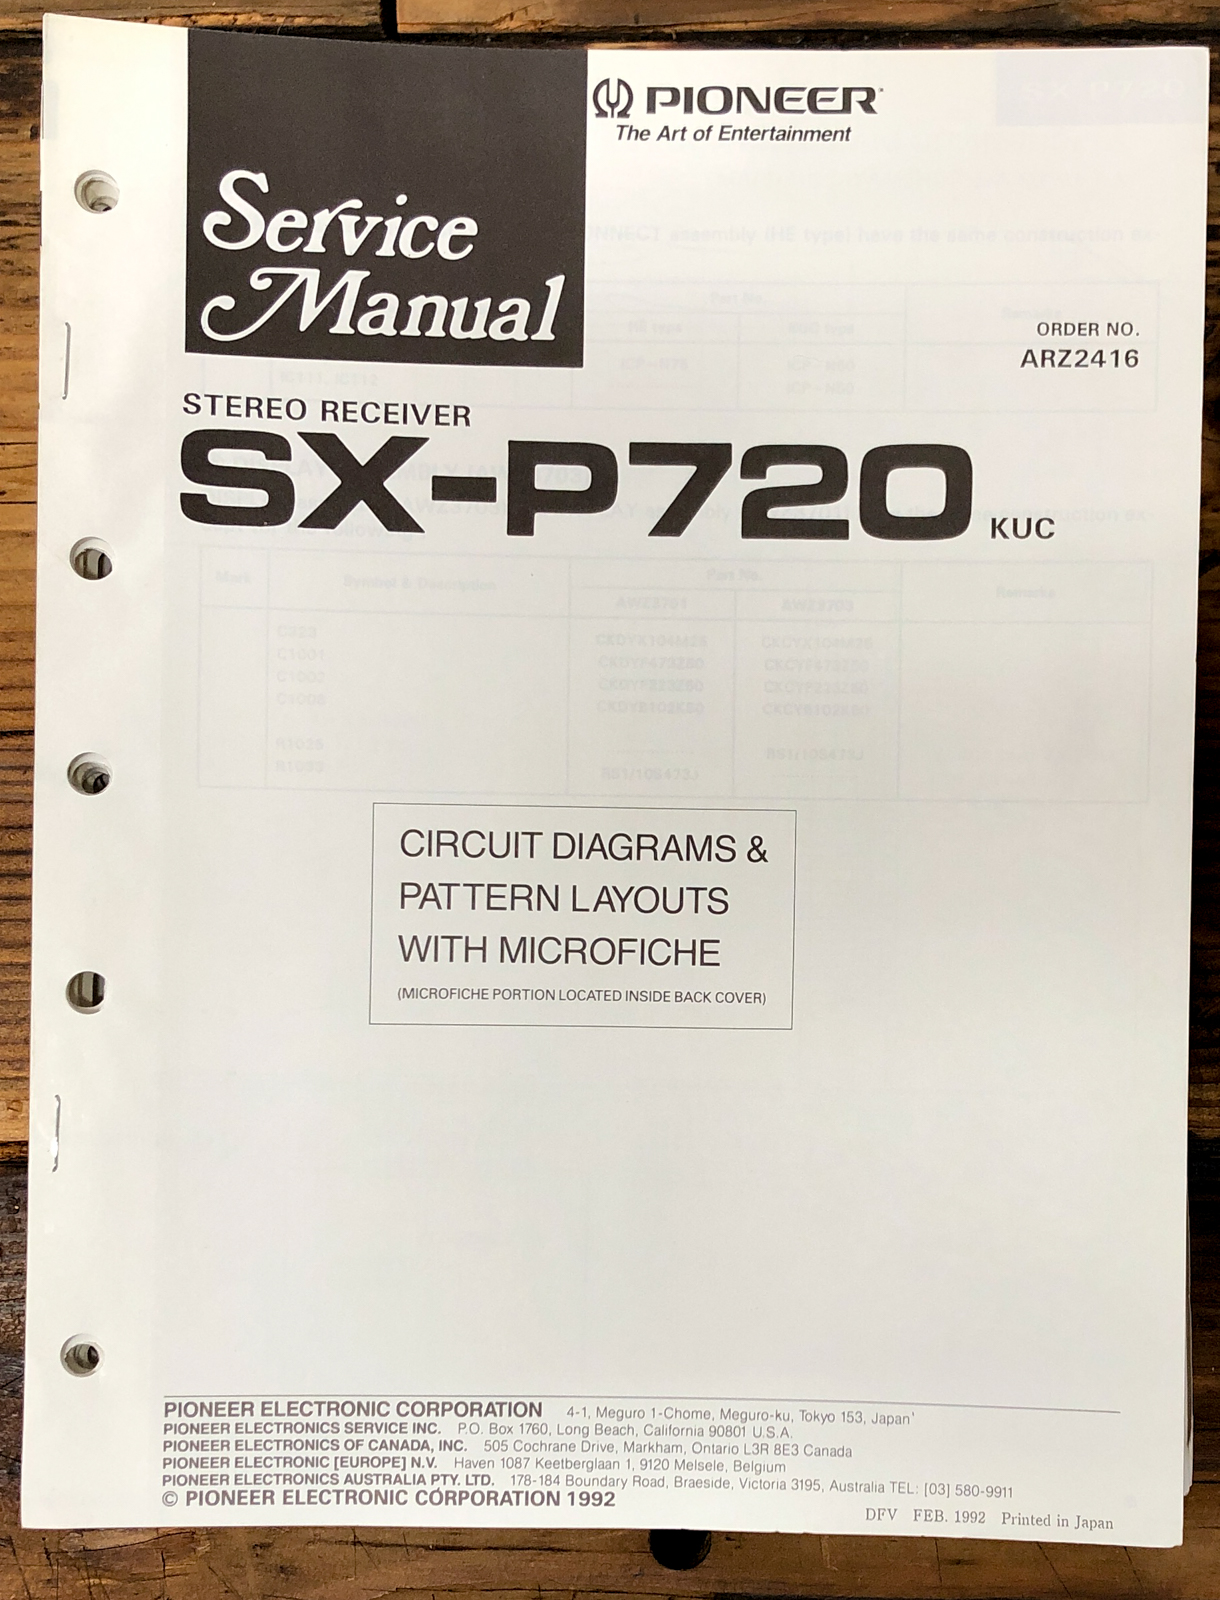 PIONEER
The Art of Entertainment
Service
Manual
ORDER NO.
ARZ2416
STEREO RECEIVER
SX-P720 KUC
CIRCUIT DIAGRAMS &
PATTERN LAYOUTS
WITH MICROFICHE
(MICROFICHE PORTION LOCATED INSIDE BACK COVER)
PIONEER ELECTRONIC CORPORATION 4-1, Meguro 1-Chome, Meguro-ku, Tokyo 153, Japan
PIONEER ELECTRONICS SERVICE INC. P.O. Box 1760, Long Beach, California 90801 U.S.A.
PIONEER ELECTRONICS OF CANADA, INC. 505 Cochrane Drive, Markham, Ontario L3R 8E3 Canada
PIONEER ELECTRONIC [EUROPE] N.V. Haven 1087 Keetberglaan 1, 9120 Melsele, Belgium
PIONEER ELECTRONICS AUSTRALIA PTY. LTD. 178-184 Boundary Road, Braeside, Victoria 3195, Australia TEL: [03] 580-9911
© PIONEER ELECTRONIC CORPORATION 1992
DFV FEB. 1992 Printed in Japan